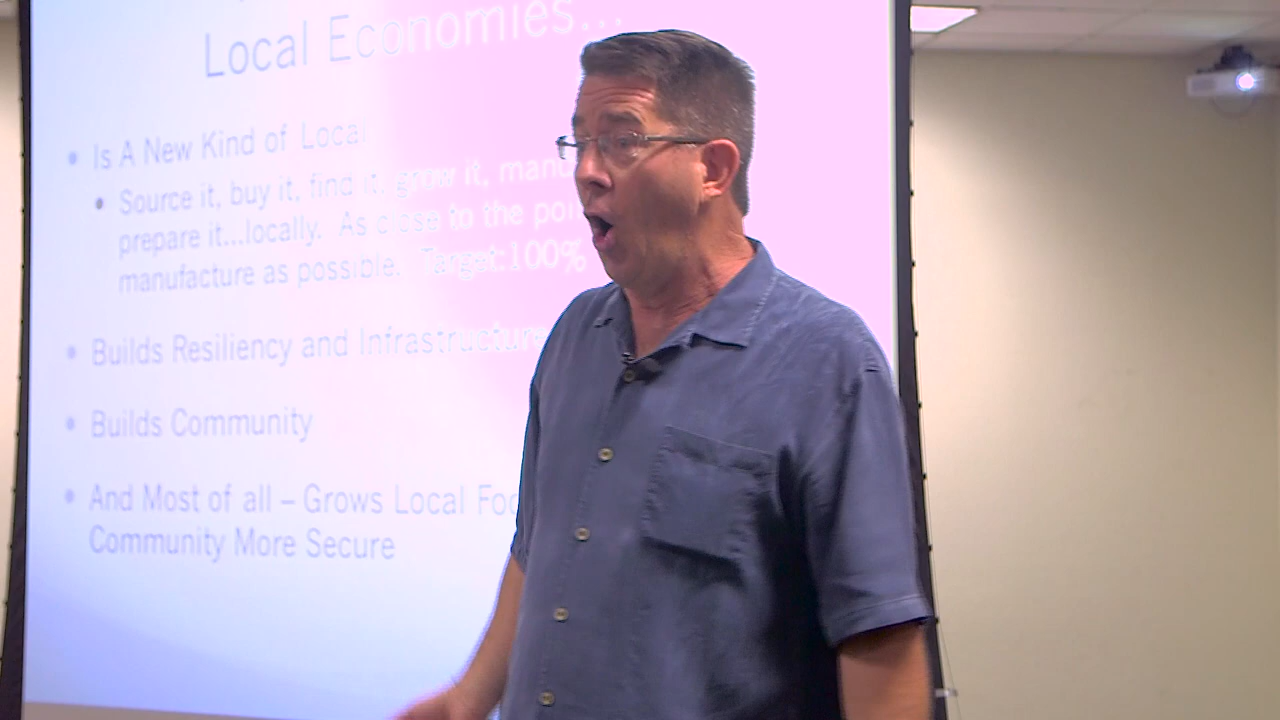 Local Economies...
• Is A New Kind of Local
• Source it, buy it, find it, grow it,
prepare it...locally. As close to the
manufacture as possible. Target:100%
• Builds Resiliency and Infrastructure
• Builds Community
• And Most of all – Grows Local
Community More Secure